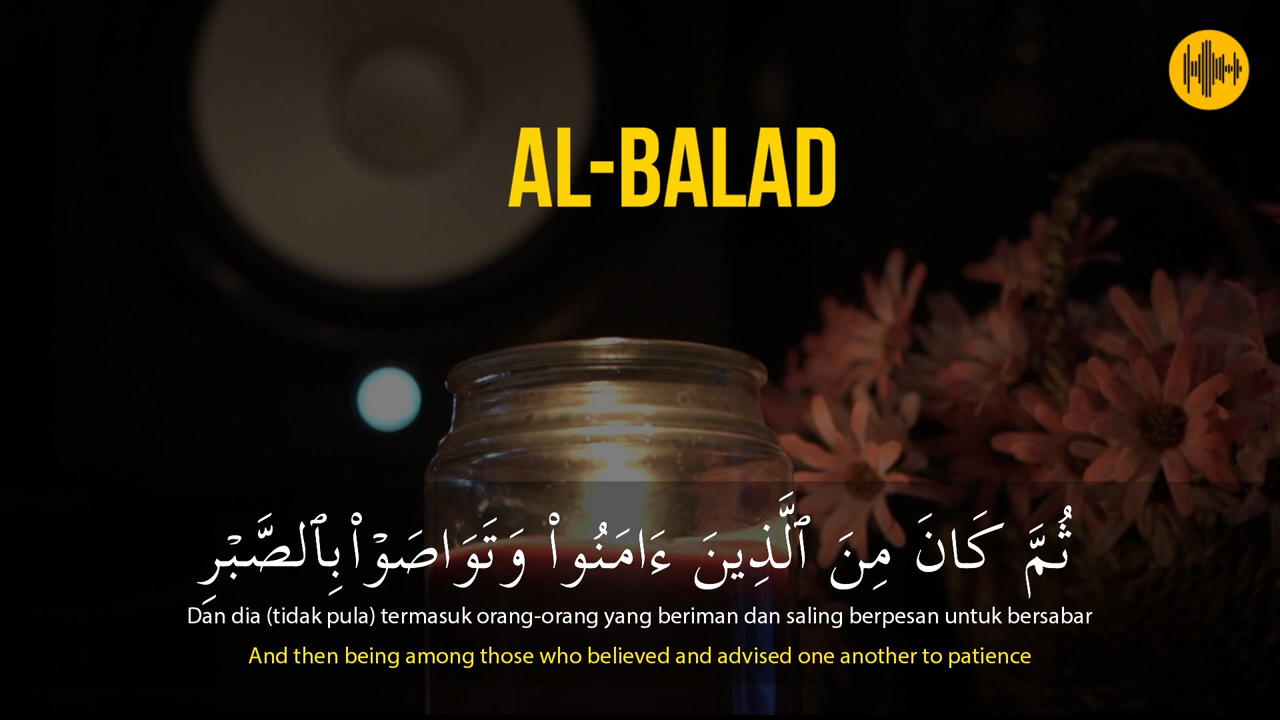 AL-BALAD
ثُمَّ كَانَ مِنَ ٱلَّذِينَ ءَامَنُوا۟ وَتَوَاصَوْا۟ بِٱلصَّبْرِ
Dan dia (tidak pula) termasuk orang-orang yang beriman dan saling berpesan untuk bersabar
And then being among those who believed and advised one another to patience